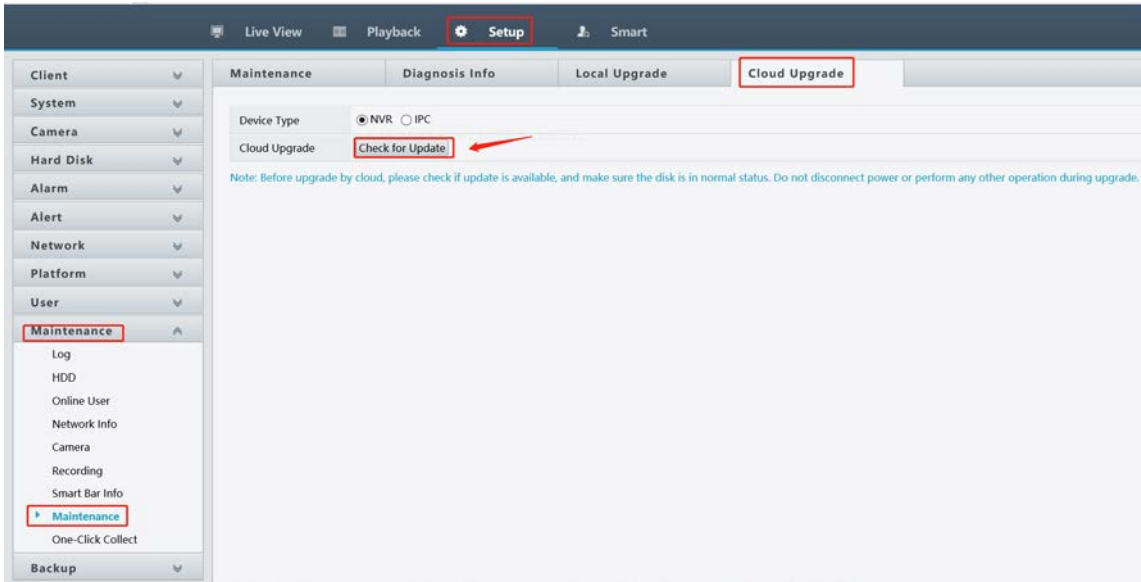 Live View Playback Setup Smart
Client
System
Camera
Hard Disk
Alarm
Alert
Network
Platform
User
Maintenance
Log
HDD
Online User
Network Info
Camera
Recording
Smart Bar Info
Maintenance
One-Click Collect
Backup
Maintenance Diagnosis Info Local Upgrade Cloud Upgrade
Device Type NVR IPC
Cloud Upgrade Check for Update
Note: Before upgrade by cloud, please check if update is available, and make sure the disk is in normal status. Do not disconnect power or perform any other operation during upgrade.